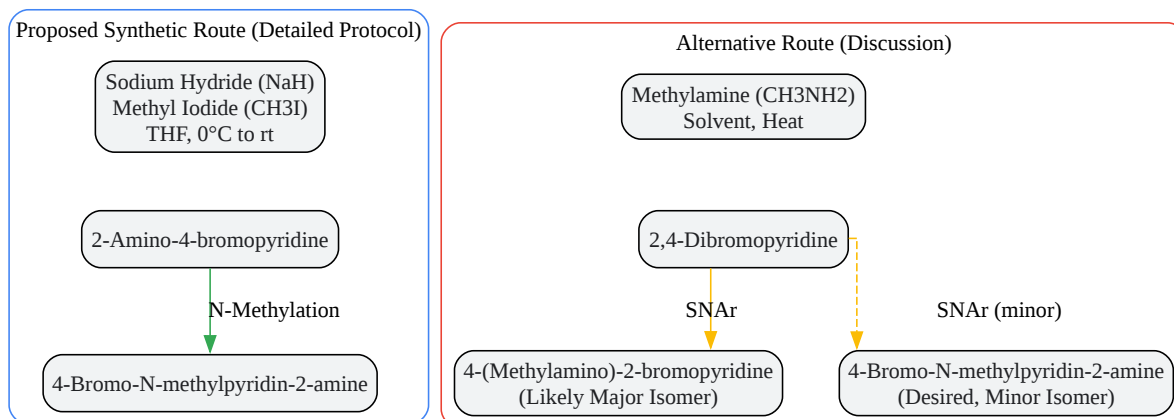 Proposed Synthetic Route (Detailed Protocol)
Sodium Hydride (NaH)
Methyl Iodide (CH3I)
THF, 0°C to rt
2-Amino-4-bromopyridine
N-Methylation
4-Bromo-N-methylpyridin-2-amine
Alternative Route (Discussion)
Methylamine (CH3NH2)
Solvent, Heat
2,4-Dibromopyridine
SNAr
SNAr (minor)
4-(Methylamino)-2-bromopyridine
(Likely Major Isomer)
4-Bromo-N-methylpyridin-2-amine
(Desired, Minor Isomer)